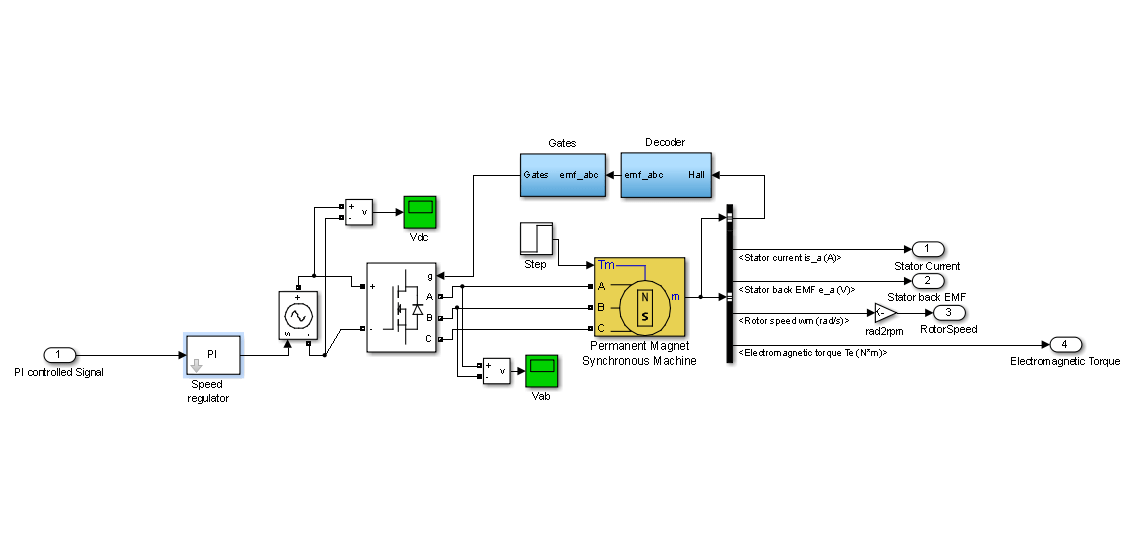 Gates
Decoder
Gates emf_abc
emf_abc Hall
+
-
v
Vdc
Step
Tm
A
B
C
m
N
S
Permanent Magnet
Synchronous Machine
g
A
B
C
+
-
+
s
-
1
PI controlled Signal
PI
Speed
regulator
+
-
v
Vab
<Stator current is_a (A)>
1
Stator Current
<Stator back EMF e_a (V)>
2
Stator back EMF
<Rotor speed wm (rad/s)>
K-
rad2rpm
3
RotorSpeed
<Electromagnetic torque Te (N*m)>
4
Electromagnetic Torque